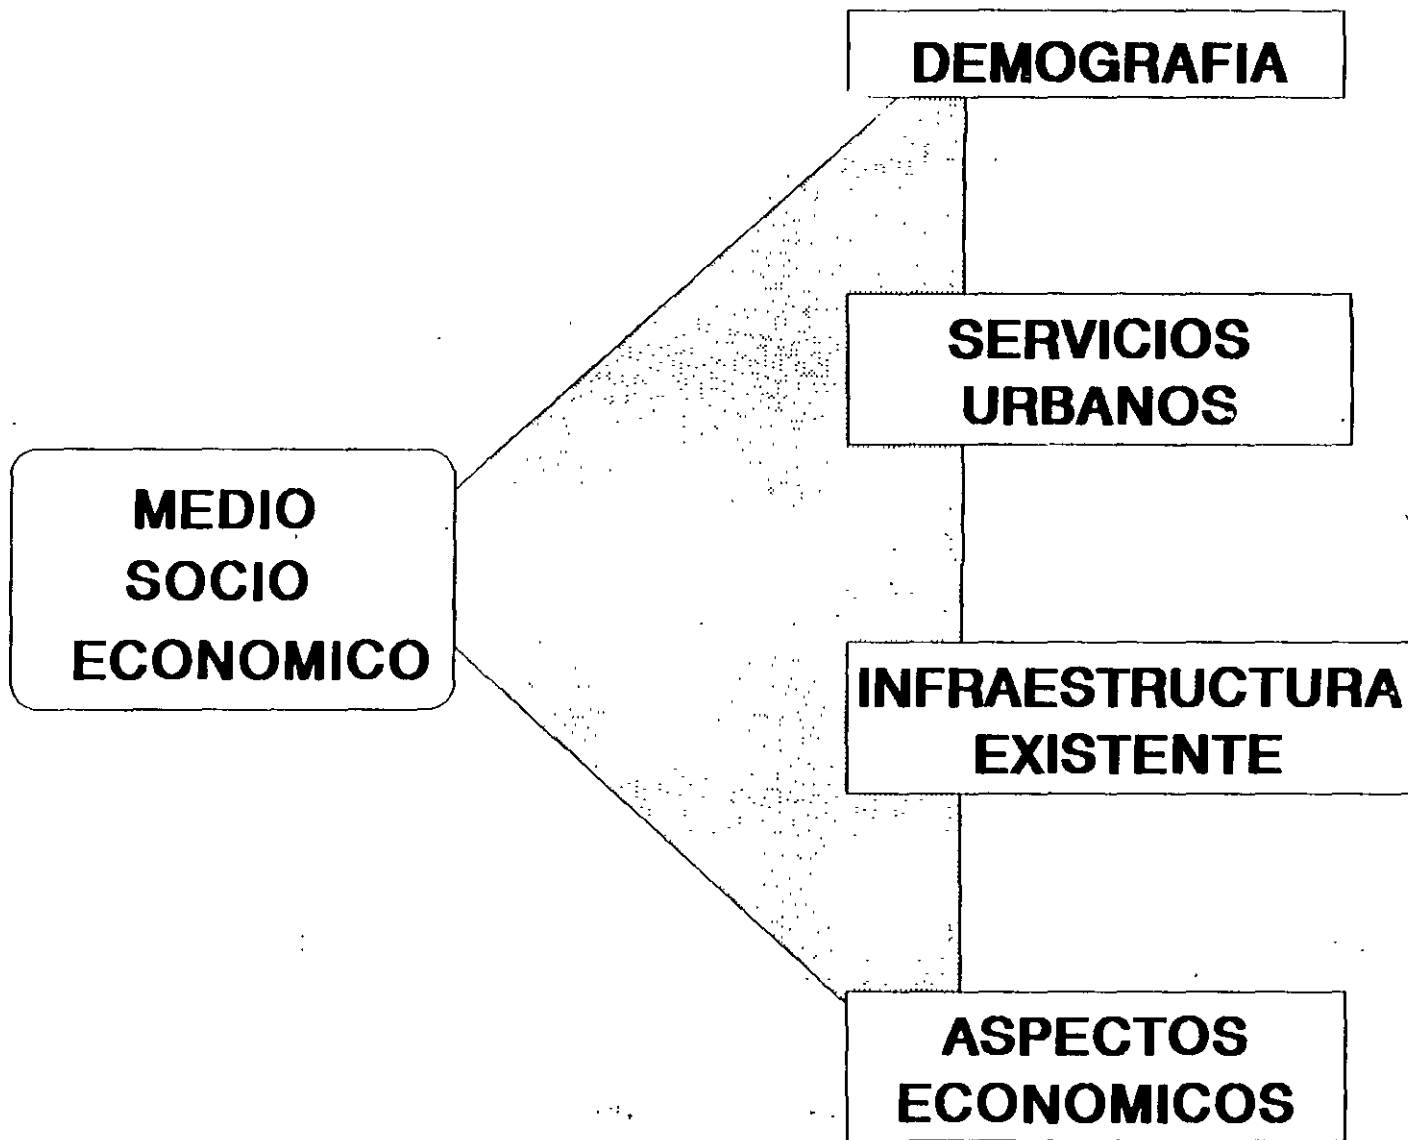 DEMOGRAFIA
SERVICIOS
URBANOS
MEDIO
SOCIO
ECONOMICO
INFRAESTRUCTURA
EXISTENTE
ASPECTOS
ECONOMICOS